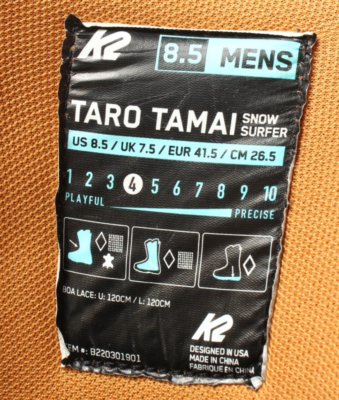 K2 8.5 MENS
TARO TAMAI SNOW SURFER
US 8.5 / UK 7.5 / EUR 41.5 / CM 26.5
1 2 3 4 5 6 7 8 9 10
PLAYFUL PRECISE
BOA LACE: U: 120CM / L: 120CM
K2
EM #: B220301901
DESIGNED IN USA
MADE IN CHINA
FABRIQUE EN CHINA